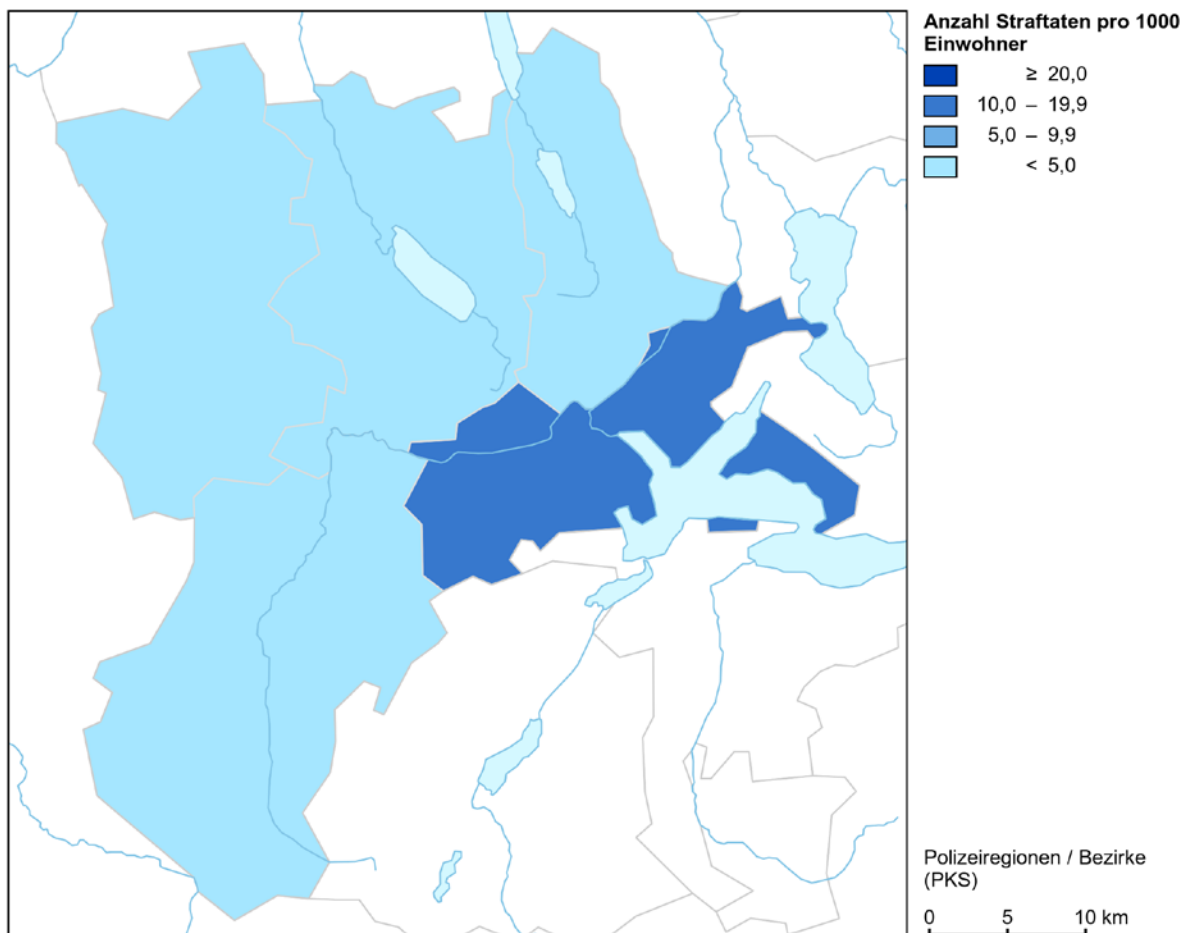 Anzahl Straftaten pro 1000
Einwohner
≥ 20,0
10,0 – 19,9
5,0 – 9,9
< 5,0
Polizeiregionen / Bezirke
(PKS)
0 5 10 km